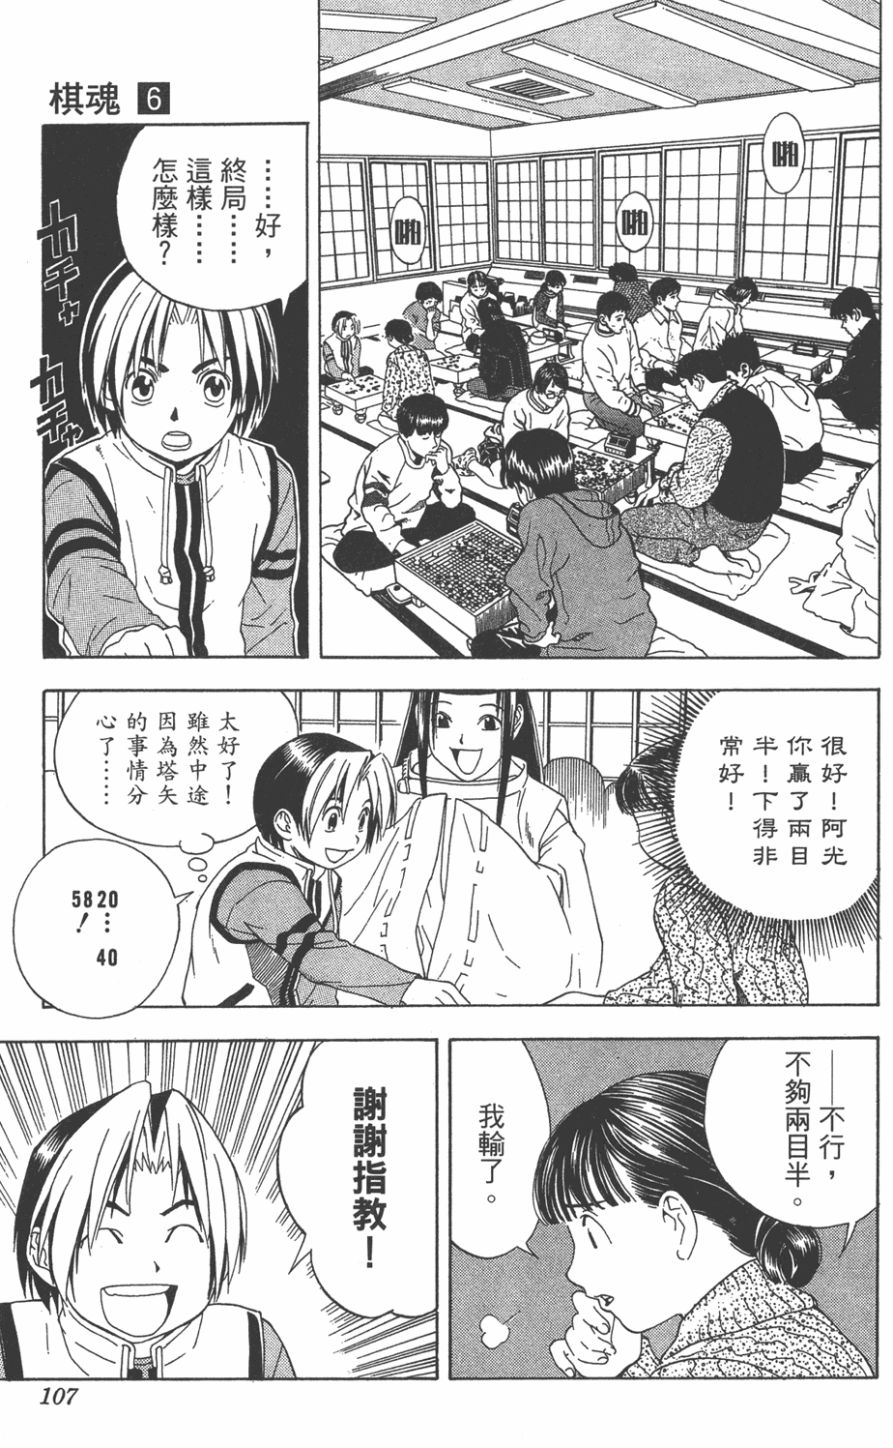 棋魂 6
啪
啪
啪
……好，
終局……
這樣……
怎麼樣？
カチャ
カチャ
很好！阿光
你贏了兩目
半！下得非
常好！
太好了！
雖然中途
因為塔矢
的事情分
心了……
20…40
58！
——不行，
不夠兩目半。
我輸了。
謝謝指教！
107